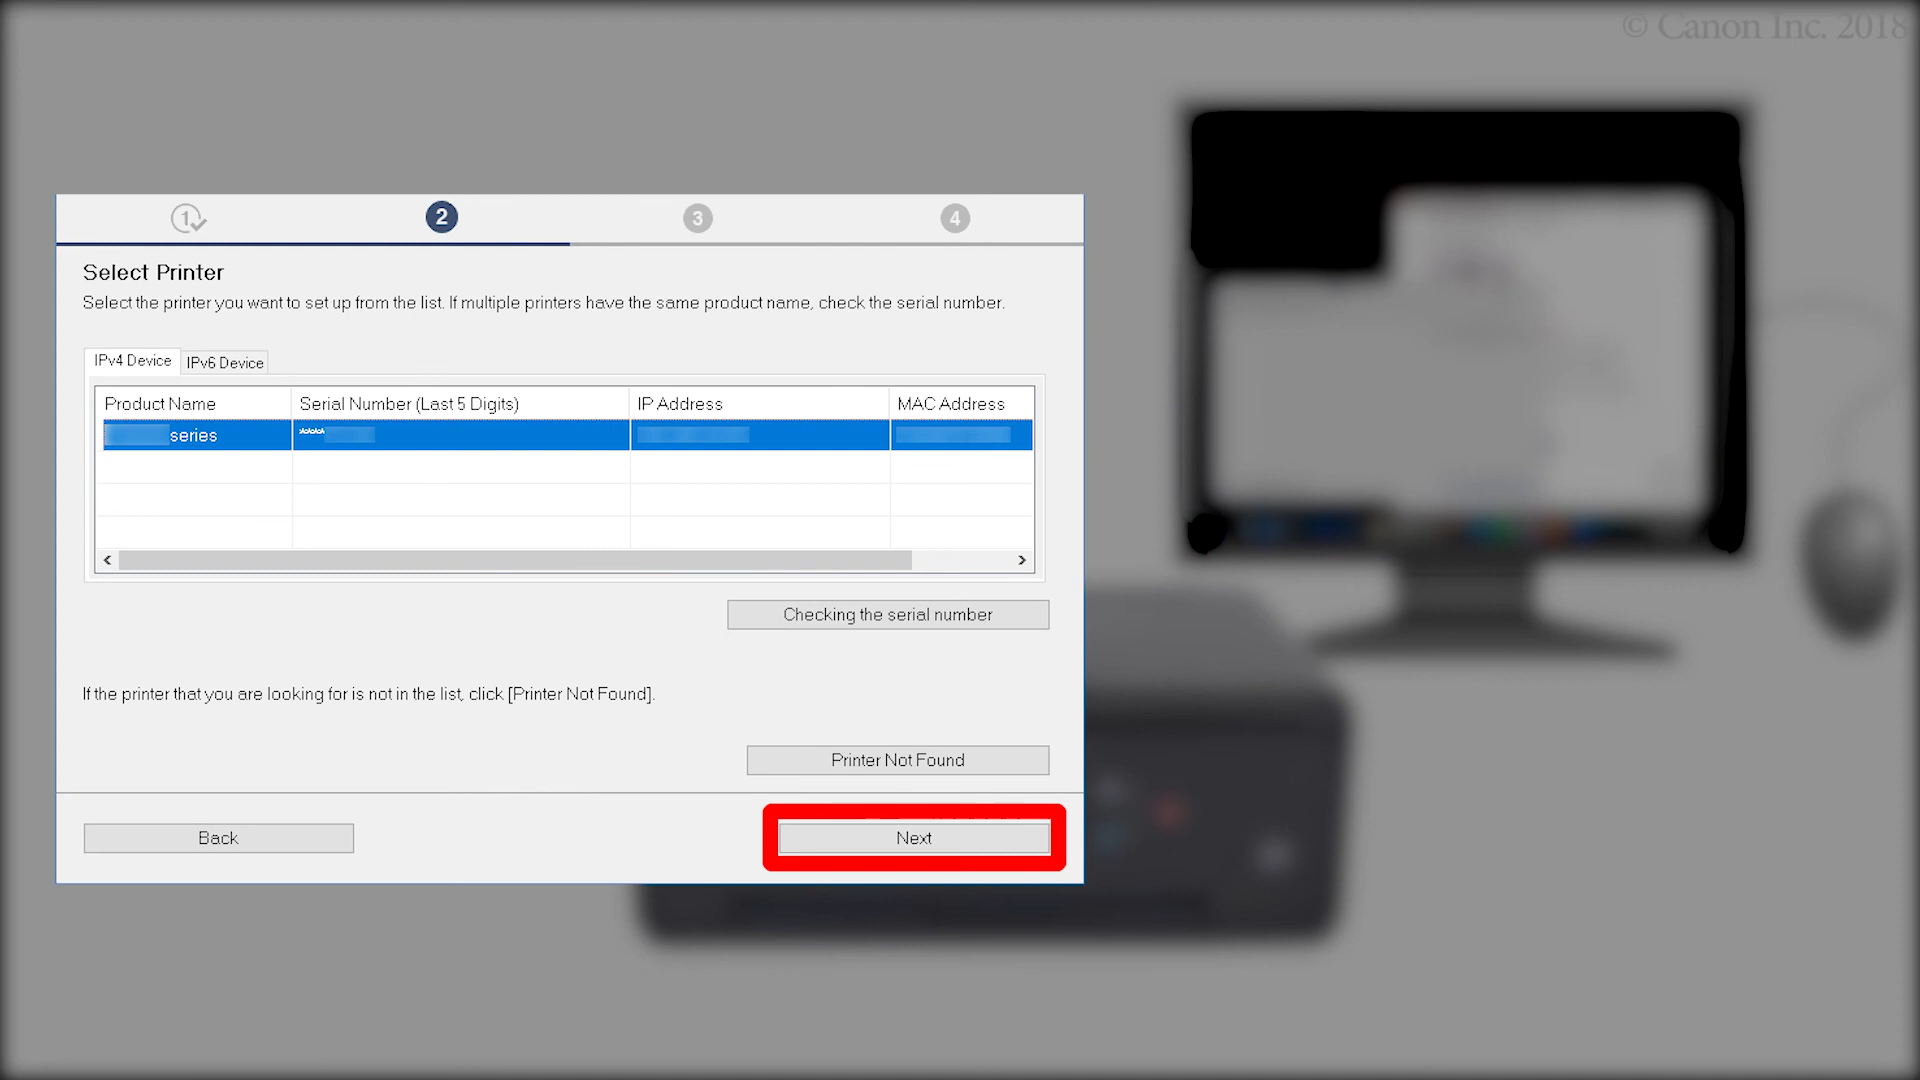 © Canon Inc. 2018
1 2 3 4
Select Printer
Select the printer you want to set up from the list. If multiple printers have the same product name, check the serial number.
IPv4 Device IPv6 Device
Product Name Serial Number (Last 5 Digits) IP Address MAC Address
series ****
Checking the serial number
If the printer that you are looking for is not in the list, click [Printer Not Found].
Printer Not Found
Back Next